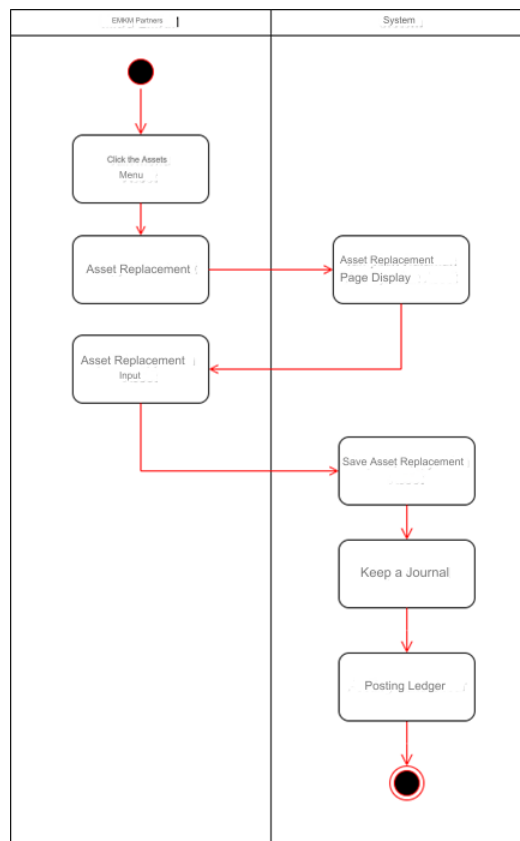 EMKM Partners
System
Click the Assets
Menu
Asset Replacement
Asset Replacement
Page Display
Asset Replacement
Input
Save Asset Replacement
Keep a Journal
Posting Ledger